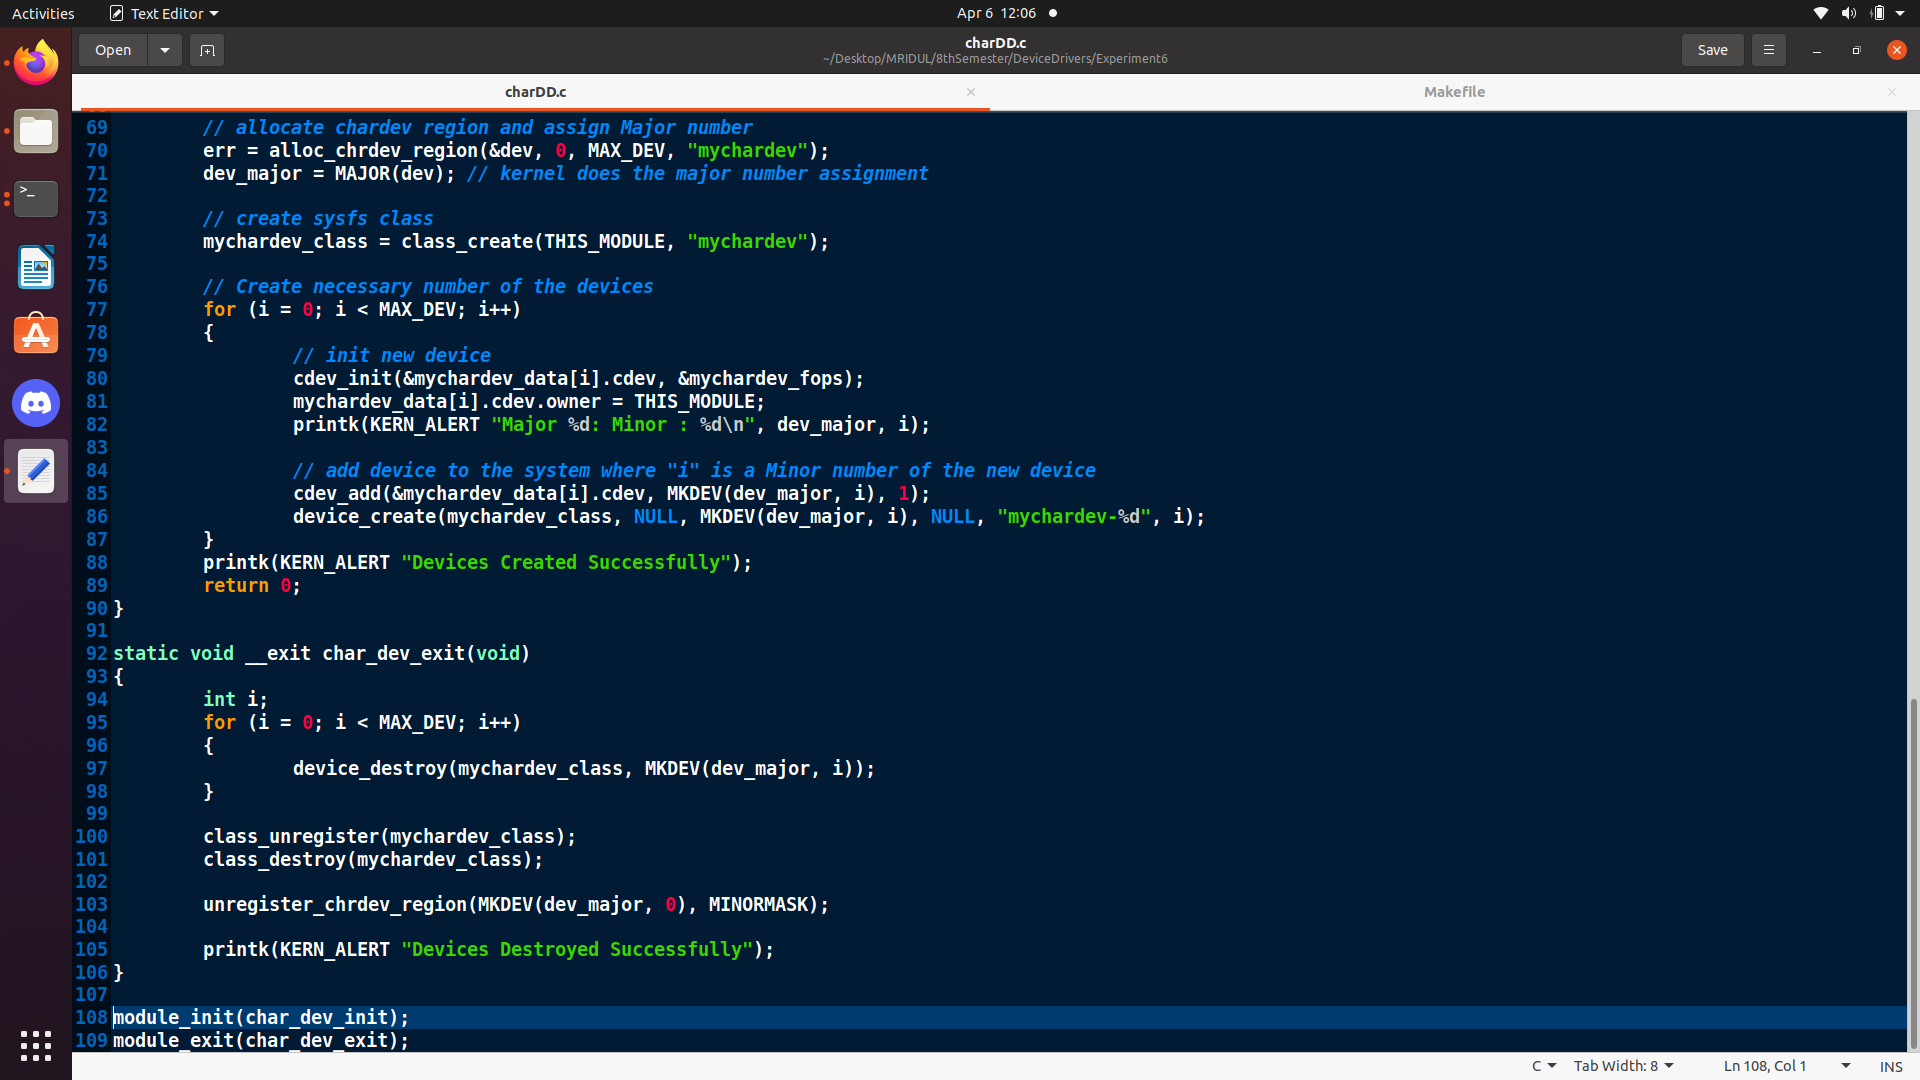 Activities Text Editor Apr 6 12:06
Open charDD.c Save
~/Desktop/MRIDUL/8thSemester/DeviceDrivers/Experiment6
charDD.c Makefile
69 // allocate chardev region and assign Major number
70 err = alloc_chrdev_region(&dev, 0, MAX_DEV, "mychardev");
71 dev_major = MAJOR(dev); // kernel does the major number assignment
72
73 // create sysfs class
74 mychardev_class = class_create(THIS_MODULE, "mychardev");
75
76 // Create necessary number of the devices
77 for (i = 0; i < MAX_DEV; i++)
78 {
79 // init new device
80 cdev_init(&mychardev_data[i].cdev, &mychardev_fops);
81 mychardev_data[i].cdev.owner = THIS_MODULE;
82 printk(KERN_ALERT "Major %d: Minor : %d\n", dev_major, i);
83
84 // add device to the system where "i" is a Minor number of the new device
85 cdev_add(&mychardev_data[i].cdev, MKDEV(dev_major, i), 1);
86 device_create(mychardev_class, NULL, MKDEV(dev_major, i), NULL, "mychardev-%d", i);
87 }
88 printk(KERN_ALERT "Devices Created Successfully");
89 return 0;
90 }
91
92 static void __exit char_dev_exit(void)
93 {
94 int i;
95 for (i = 0; i < MAX_DEV; i++)
96 {
97 device_destroy(mychardev_class, MKDEV(dev_major, i));
98 }
99
100 class_unregister(mychardev_class);
101 class_destroy(mychardev_class);
102
103 unregister_chrdev_region(MKDEV(dev_major, 0), MINORMASK);
104
105 printk(KERN_ALERT "Devices Destroyed Successfully");
106 }
107
108 module_init(char_dev_init);
109 module_exit(char_dev_exit);
C Tab Width: 8 Ln 108, Col 1 INS